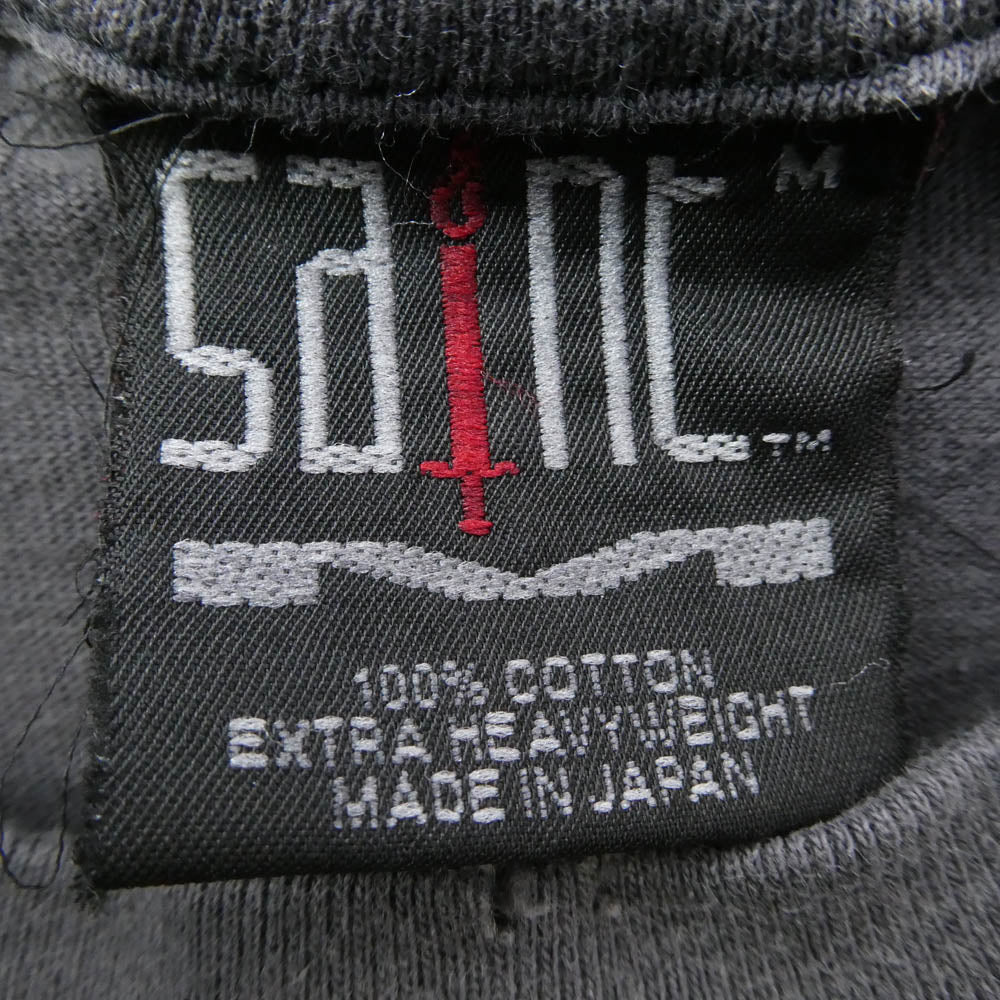 SaiNt M
TM
100% COTTON
EXTRA HEAVYWEIGHT
MADE IN JAPAN